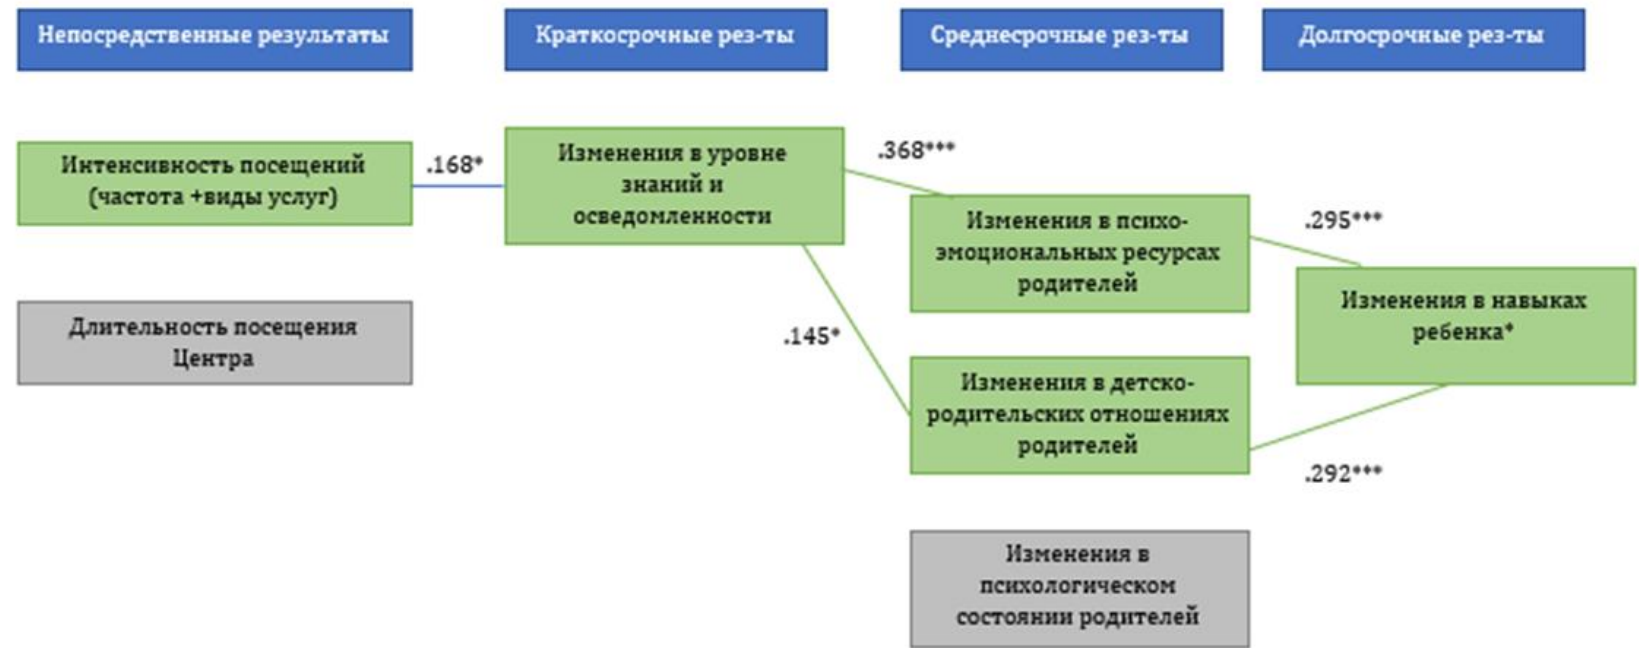 Непосредственные результаты
Краткосрочные рез-ты
Среднесрочные рез-ты
Долгосрочные рез-ты
Интенсивность посещений
(частота +виды услуг)
.168*
Изменения в уровне
знаний и
осведомленности
.368***
Изменения в психо-
эмоциональных ресурсах
родителей
.295***
Изменения в навыках
ребенка*
Длительность посещения
Центра
.145*
Изменения в детско-
родительских отношениях
родителей
.292***
Изменения в
психологическом
состоянии родителей